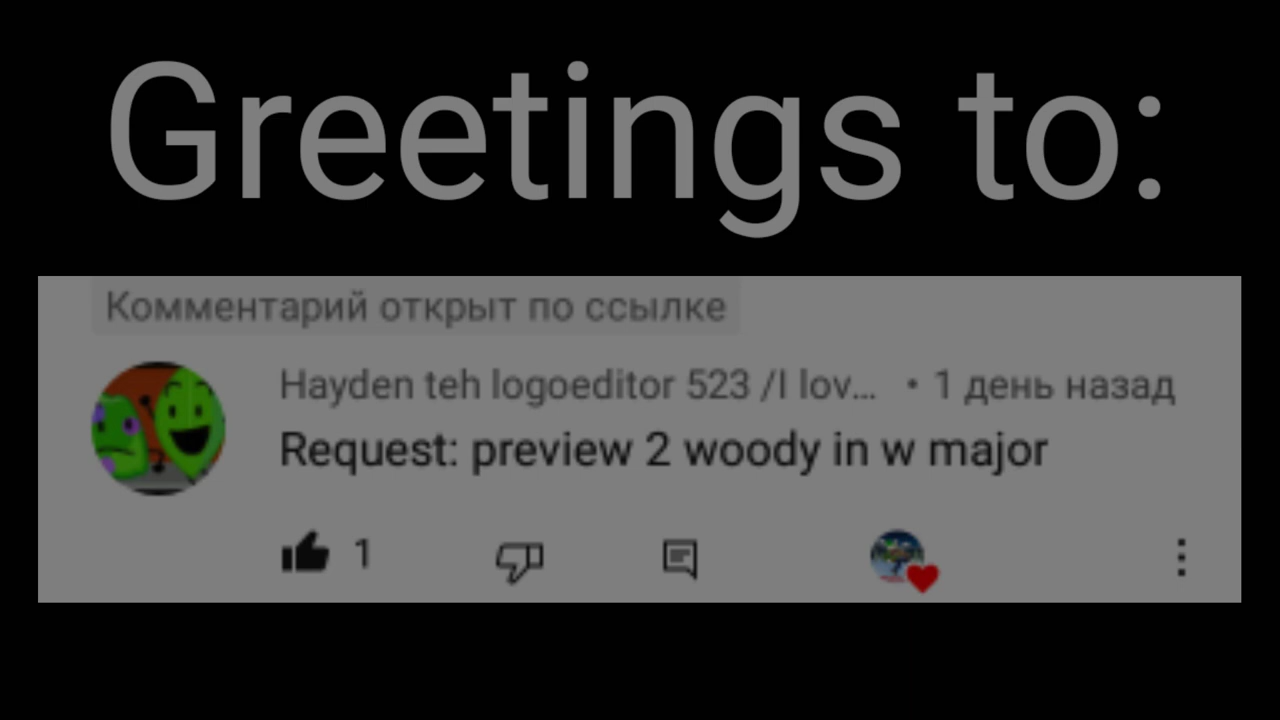 Greetings to:
Комментарий открыт по ссылке
Hayden teh logoeditor 523 /I lov... • 1 день назад
Request: preview 2 woody in w major
1